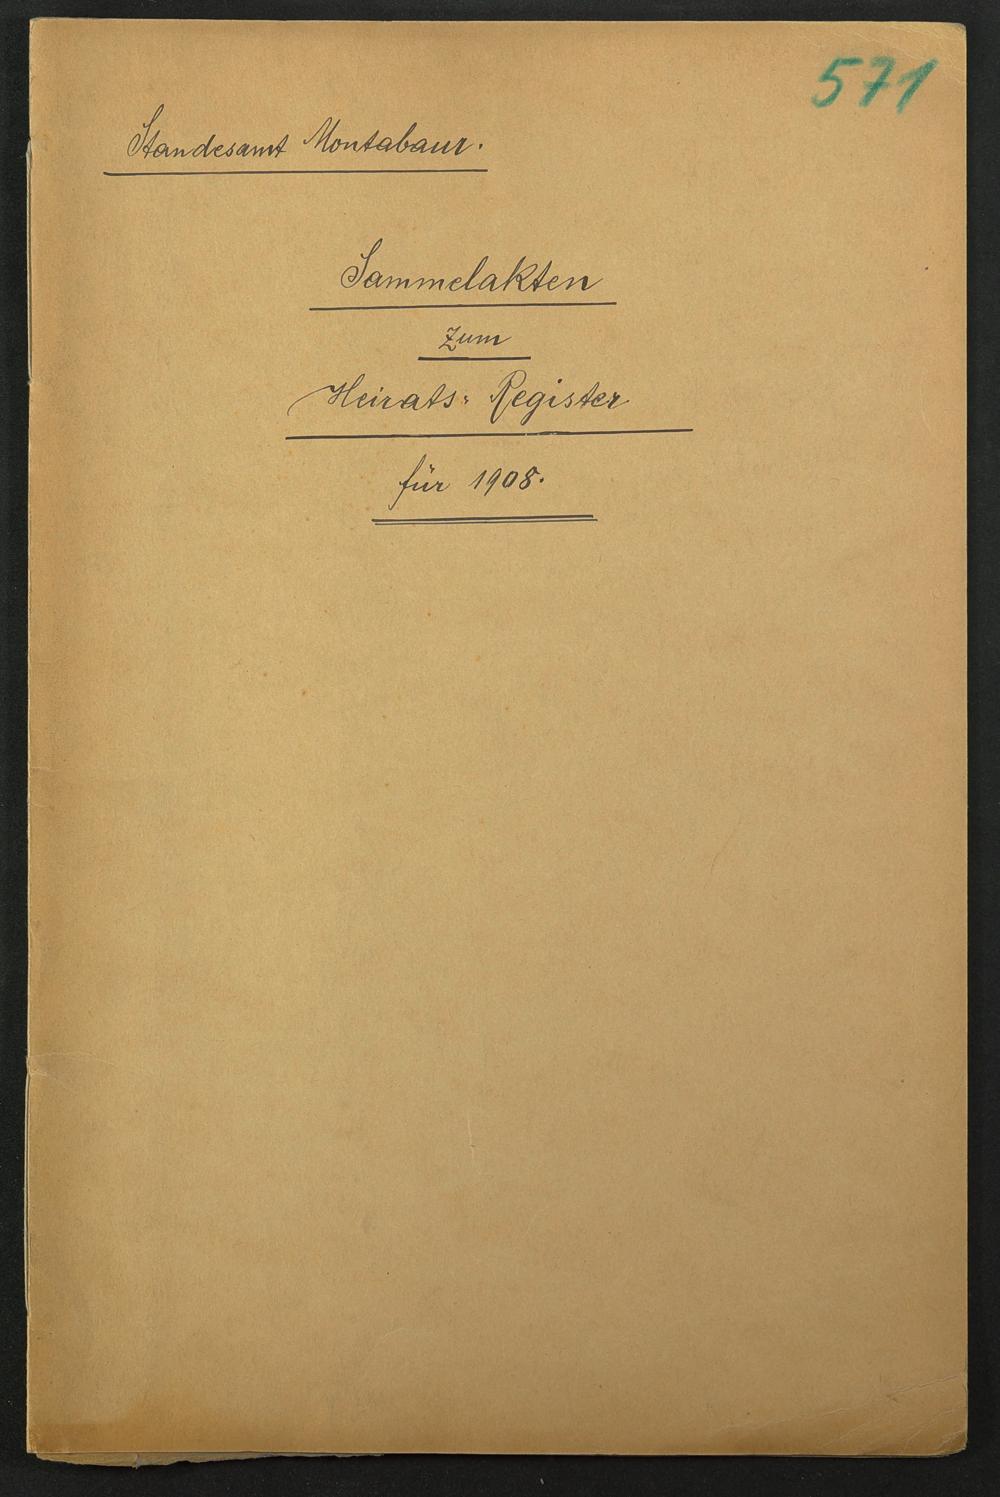 571
Standesamt Montabaur.
Sammelakten
zum
Heirats-Register
für 1908.